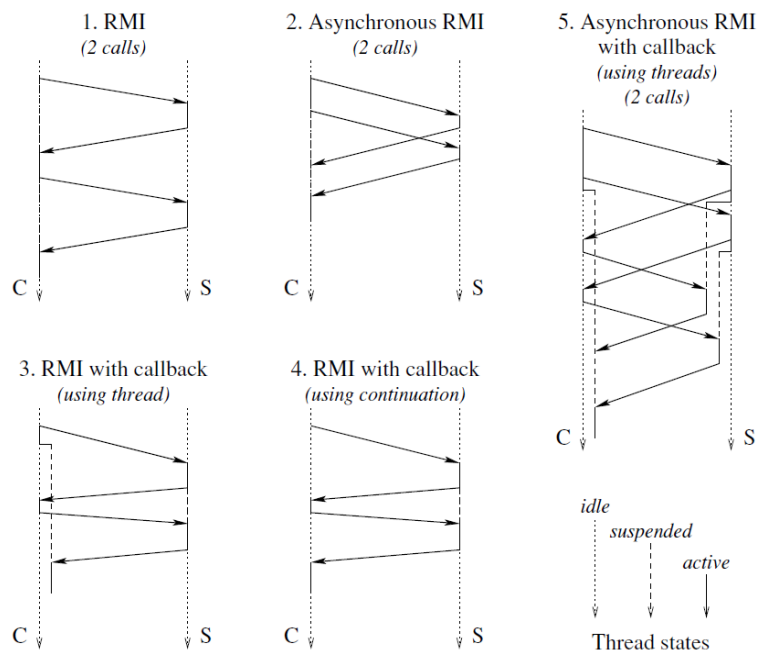 1. RMI
(2 calls)
2. Asynchronous RMI
(2 calls)
5. Asynchronous RMI
with callback
(using threads)
(2 calls)
C
S
C
S
3. RMI with callback
(using thread)
4. RMI with callback
(using continuation)
C
S
C
S
C
S
idle
suspended
active
Thread states